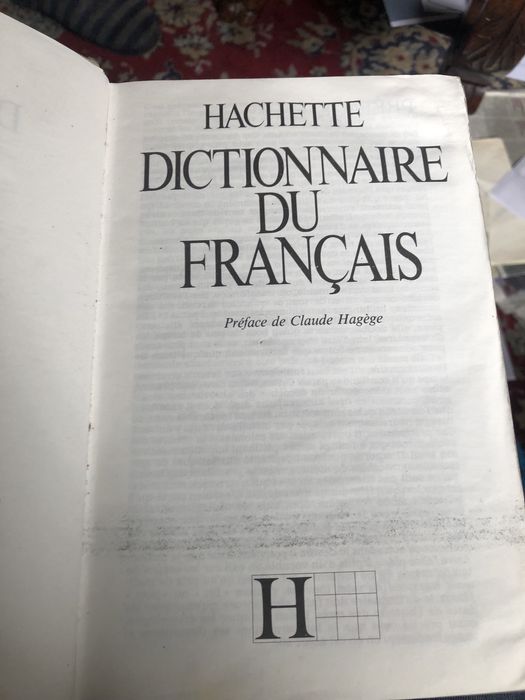 HACHETTE
DICTIONNAIRE
DU
FRANÇAIS
Préface de Claude Hagège
H